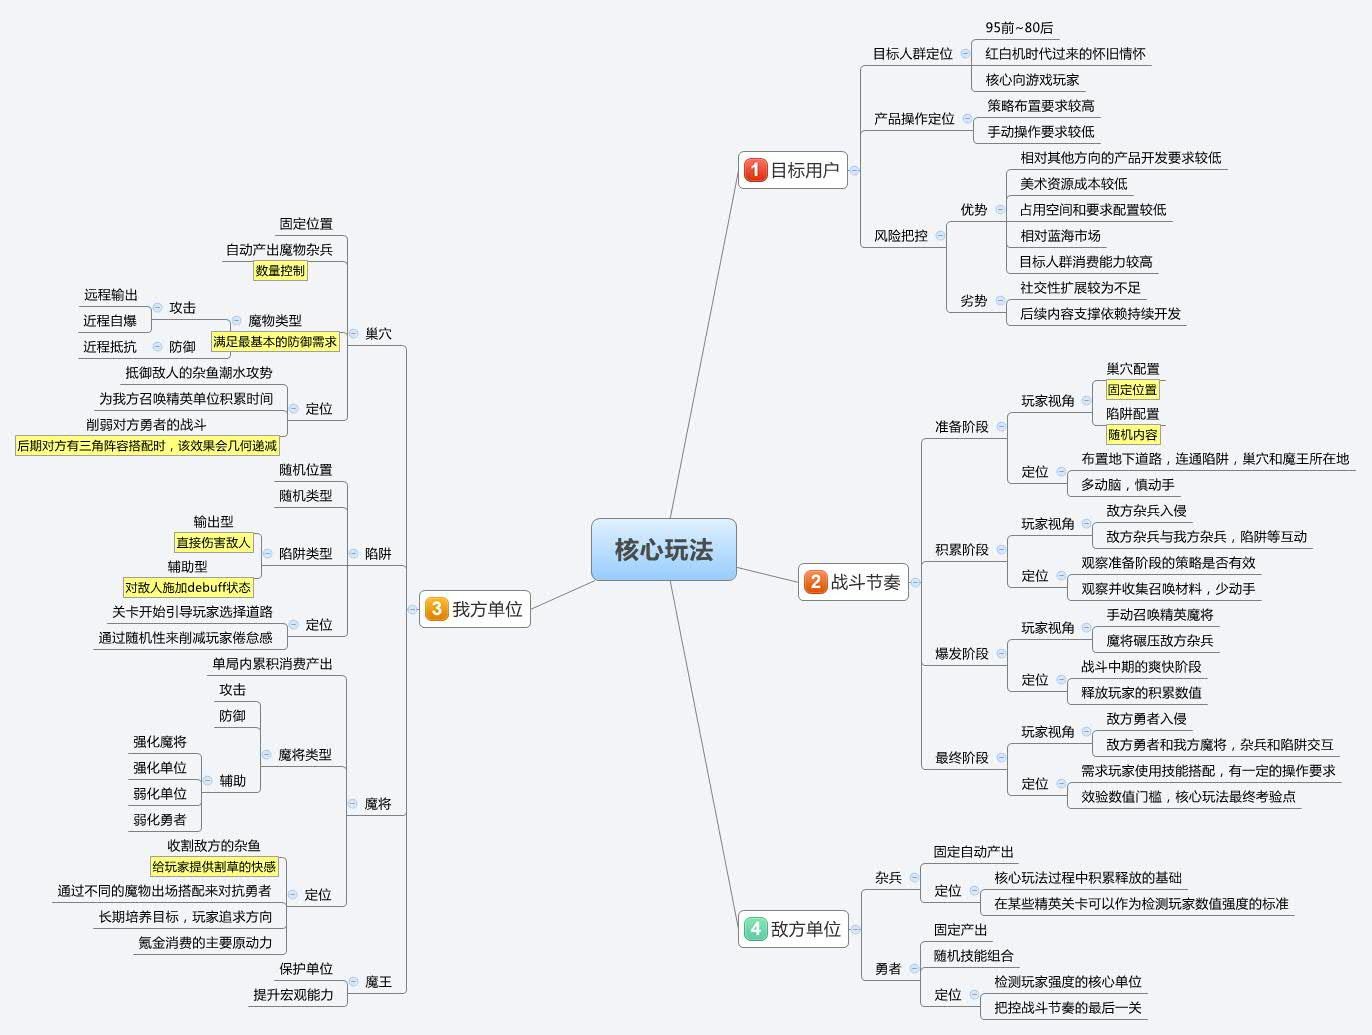 核心玩法
1 目标用户
目标人群定位
95前~80后
红白机时代过来的怀旧情怀
核心向游戏玩家
产品操作定位
策略布置要求较高
手动操作要求较低
风险把控
优势
相对其他方向的产品开发要求较低
美术资源成本较低
占用空间和要求配置较低
相对蓝海市场
目标人群消费能力较高
劣势
社交性扩展较为不足
后续内容支撑依赖持续开发
2 战斗节奏
准备阶段
玩家视角
巢穴配置
固定位置
陷阱配置
随机内容
定位
布置地下道路，连通陷阱，巢穴和魔王所在地
多动脑，慎动手
积累阶段
玩家视角
敌方杂兵入侵
敌方杂兵与我方杂兵，陷阱等互动
定位
观察准备阶段的策略是否有效
观察并收集召唤材料，少动手
爆发阶段
玩家视角
手动召唤精英魔将
魔将碾压敌方杂兵
定位
战斗中期的爽快阶段
释放玩家的积累数值
最终阶段
玩家视角
敌方勇者入侵
敌方勇者和我方魔将，杂兵和陷阱交互
定位
需求玩家使用技能搭配，有一定的操作要求
效验数值门槛，核心玩法最终考验点
3 我方单位
巢穴
固定位置
自动产出魔物杂兵
数量控制
魔物类型
满足最基本的防御需求
攻击
远程输出
近程自爆
防御
近程抵抗
定位
抵御敌人的杂鱼潮水攻势
为我方召唤精英单位积累时间
削弱对方勇者的战斗
后期对方有三角阵容搭配时，该效果会几何递减
陷阱
随机位置
随机类型
陷阱类型
输出型
直接伤害敌人
辅助型
对敌人施加debuff状态
定位
关卡开始引导玩家选择道路
通过随机性来削减玩家倦怠感
魔将
单局内累积消费产出
魔将类型
攻击
防御
辅助
强化魔将
强化单位
弱化单位
弱化勇者
定位
收割敌方的杂鱼
给玩家提供割草的快感
通过不同的魔物出场搭配来对抗勇者
长期培养目标，玩家追求方向
氪金消费的主要原动力
魔王
保护单位
提升宏观能力
4 敌方单位
杂兵
固定自动产出
定位
核心玩法过程中积累释放的基础
在某些精英关卡可以作为检测玩家数值强度的标准
勇者
固定产出
随机技能组合
定位
检测玩家强度的核心单位
把控战斗节奏的最后一关